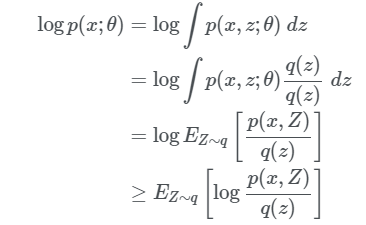 log p(x; θ) = log ∫ p(x, z; θ) dz
= log ∫ p(x, z; θ) q(z)/q(z) dz
= log E_{Z∼q} [ p(x, Z)/q(z) ]
≥ E_{Z∼q} [ log p(x, Z)/q(z) ]